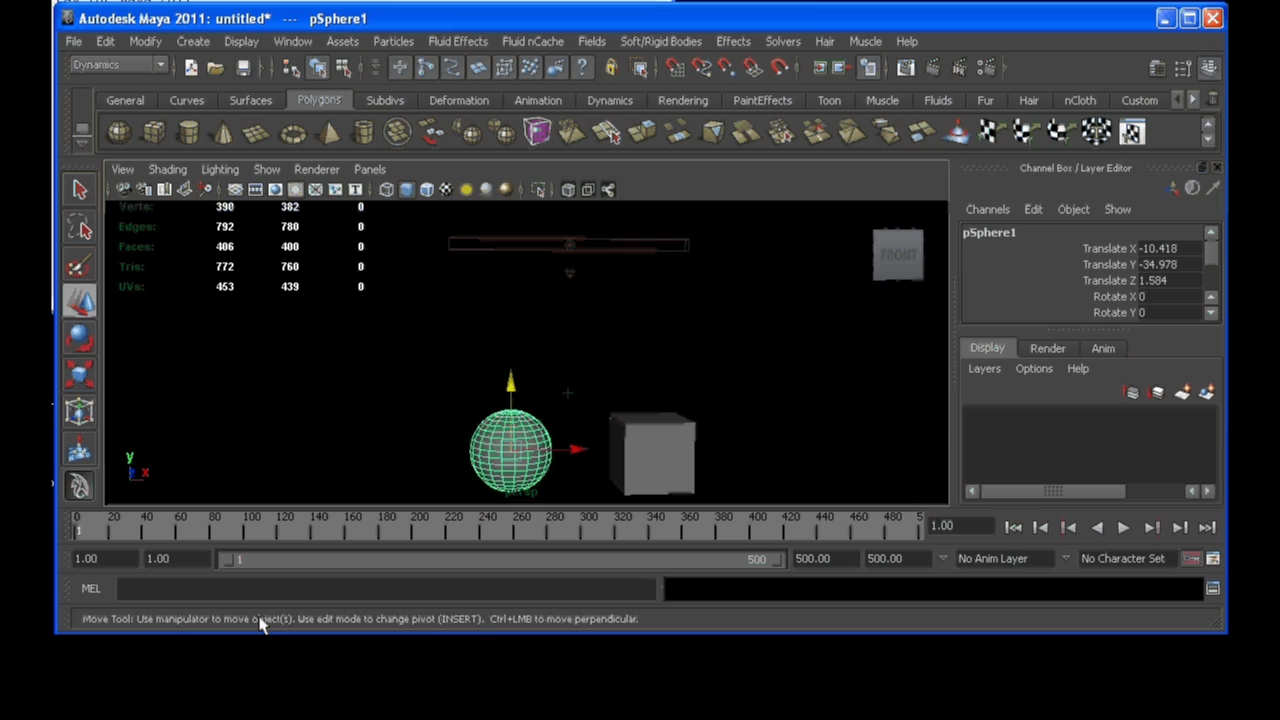 Autodesk Maya 2011: untitled* --- pSphere1
File Edit Modify Create Display Window Assets Particles Fluid Effects Fluid nCache Fields Soft/Rigid Bodies Effects Solvers Hair Muscle Help
Dynamics
General Curves Surfaces Polygons Subdivs Deformation Animation Dynamics Rendering PaintEffects Toon Muscle Fluids Fur Hair nCloth Custom
View Shading Lighting Show Renderer Panels
Channel Box / Layer Editor
Verts: 390 382 0
Edges: 792 780 0
Faces: 406 400 0
Tris: 772 760 0
UVs: 453 439 0
FRONT
Channels Edit Object Show
pSphere1
Translate X -10.418
Translate Y -34.978
Translate Z 1.584
Rotate X 0
Rotate Y 0
Display Render Anim
Layers Options Help
y
x
persp
0 20 40 60 80 100 120 140 160 180 200 220 240 260 280 300 320 340 360 380 400 420 440 460 480 5
1
1.00
1.00 1.00 1 500 500.00 500.00 No Anim Layer No Character Set
MEL
Move Tool: Use manipulator to move object(s). Use edit mode to change pivot (INSERT). Ctrl+LMB to move perpendicular.